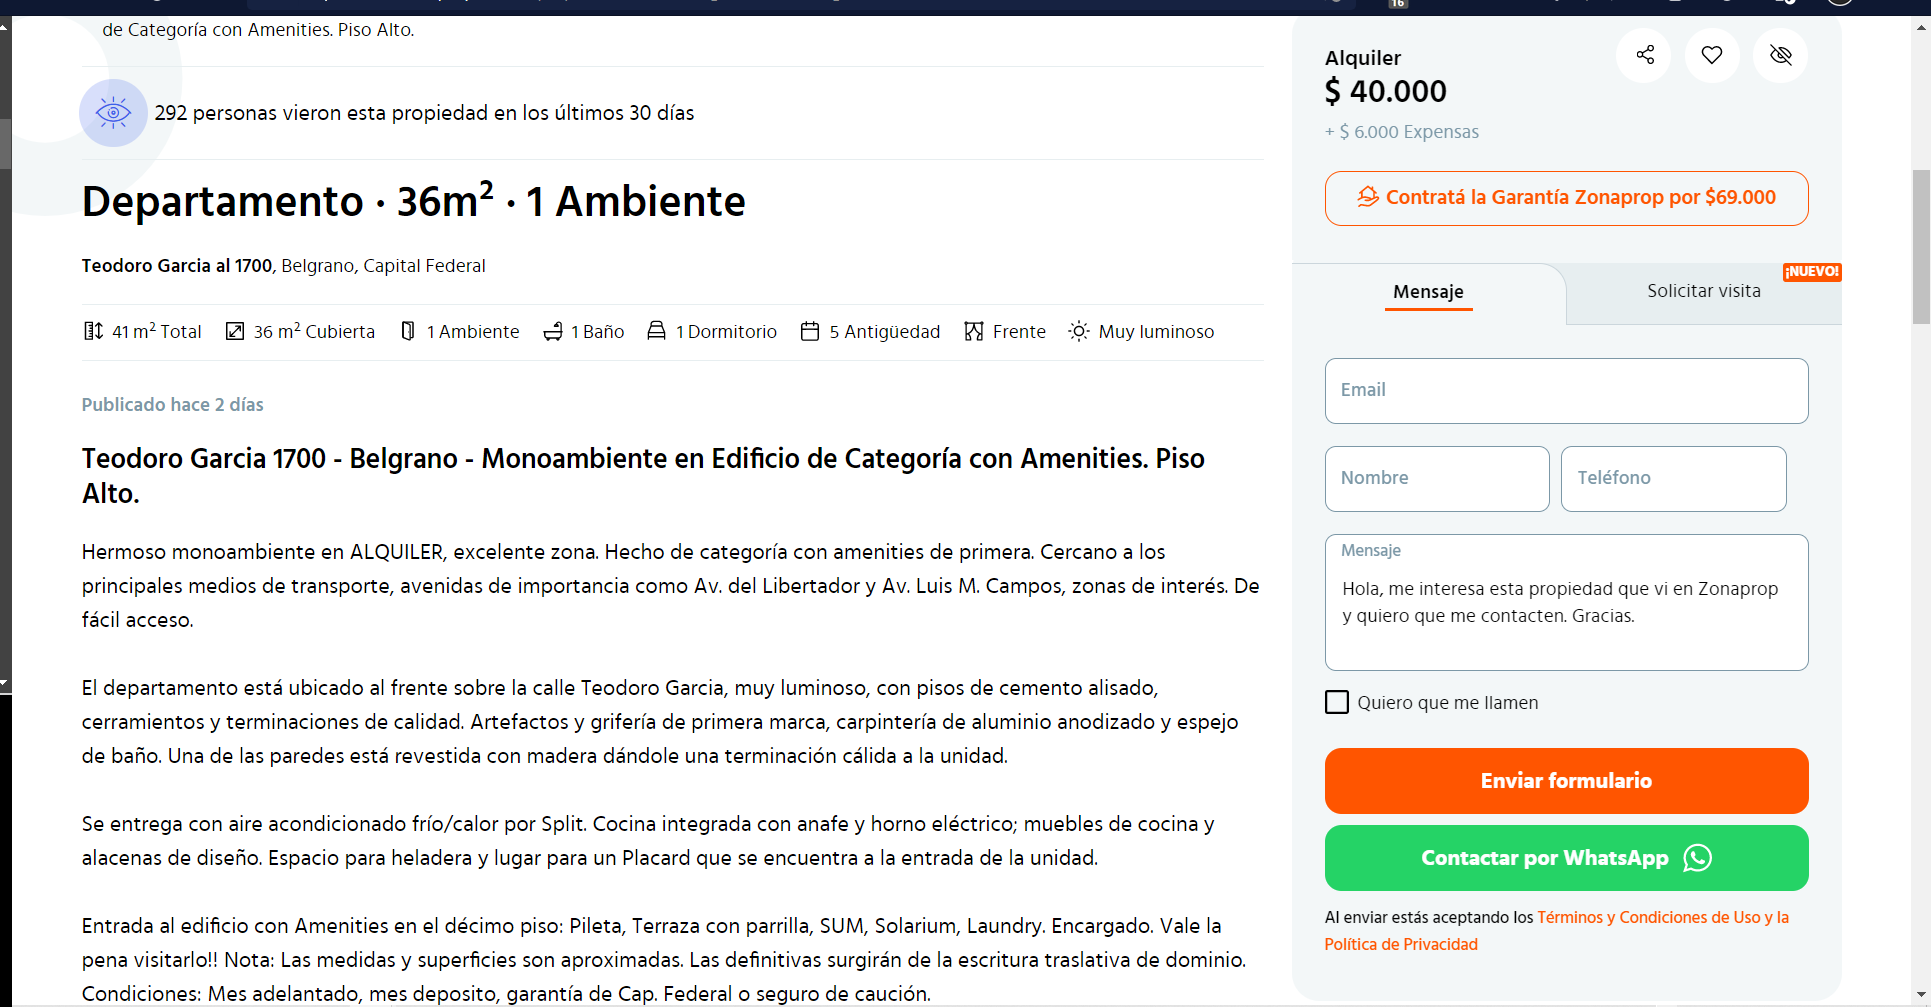 16
de Categoría con Amenities. Piso Alto.
292 personas vieron esta propiedad en los últimos 30 días
Departamento · 36m² · 1 Ambiente
Teodoro Garcia al 1700, Belgrano, Capital Federal
41 m² Total 36 m² Cubierta 1 Ambiente 1 Baño 1 Dormitorio 5 Antigüedad Frente Muy luminoso
Publicado hace 2 días
Teodoro Garcia 1700 - Belgrano - Monoambiente en Edificio de Categoría con Amenities. Piso
Alto.
Hermoso monoambiente en ALQUILER, excelente zona. Hecho de categoría con amenities de primera. Cercano a los
principales medios de transporte, avenidas de importancia como Av. del Libertador y Av. Luis M. Campos, zonas de interés. De
fácil acceso.
El departamento está ubicado al frente sobre la calle Teodoro Garcia, muy luminoso, con pisos de cemento alisado,
cerramientos y terminaciones de calidad. Artefactos y grifería de primera marca, carpintería de aluminio anodizado y espejo
de baño. Una de las paredes está revestida con madera dándole una terminación cálida a la unidad.
Se entrega con aire acondicionado frío/calor por Split. Cocina integrada con anafe y horno eléctrico; muebles de cocina y
alacenas de diseño. Espacio para heladera y lugar para un Placard que se encuentra a la entrada de la unidad.
Entrada al edificio con Amenities en el décimo piso: Pileta, Terraza con parrilla, SUM, Solarium, Laundry. Encargado. Vale la
pena visitarlo!! Nota: Las medidas y superficies son aproximadas. Las definitivas surgirán de la escritura traslativa de dominio.
Condiciones: Mes adelantado, mes deposito, garantía de Cap. Federal o seguro de caución.
Alquiler
$ 40.000
+ $ 6.000 Expensas
Contratá la Garantía Zonaprop por $69.000
¡NUEVO!
Mensaje Solicitar visita
Email
Nombre Teléfono
Mensaje
Hola, me interesa esta propiedad que vi en Zonaprop
y quiero que me contacten. Gracias.
Quiero que me llamen
Enviar formulario
Contactar por WhatsApp
Al enviar estás aceptando los Términos y Condiciones de Uso y la
Política de Privacidad